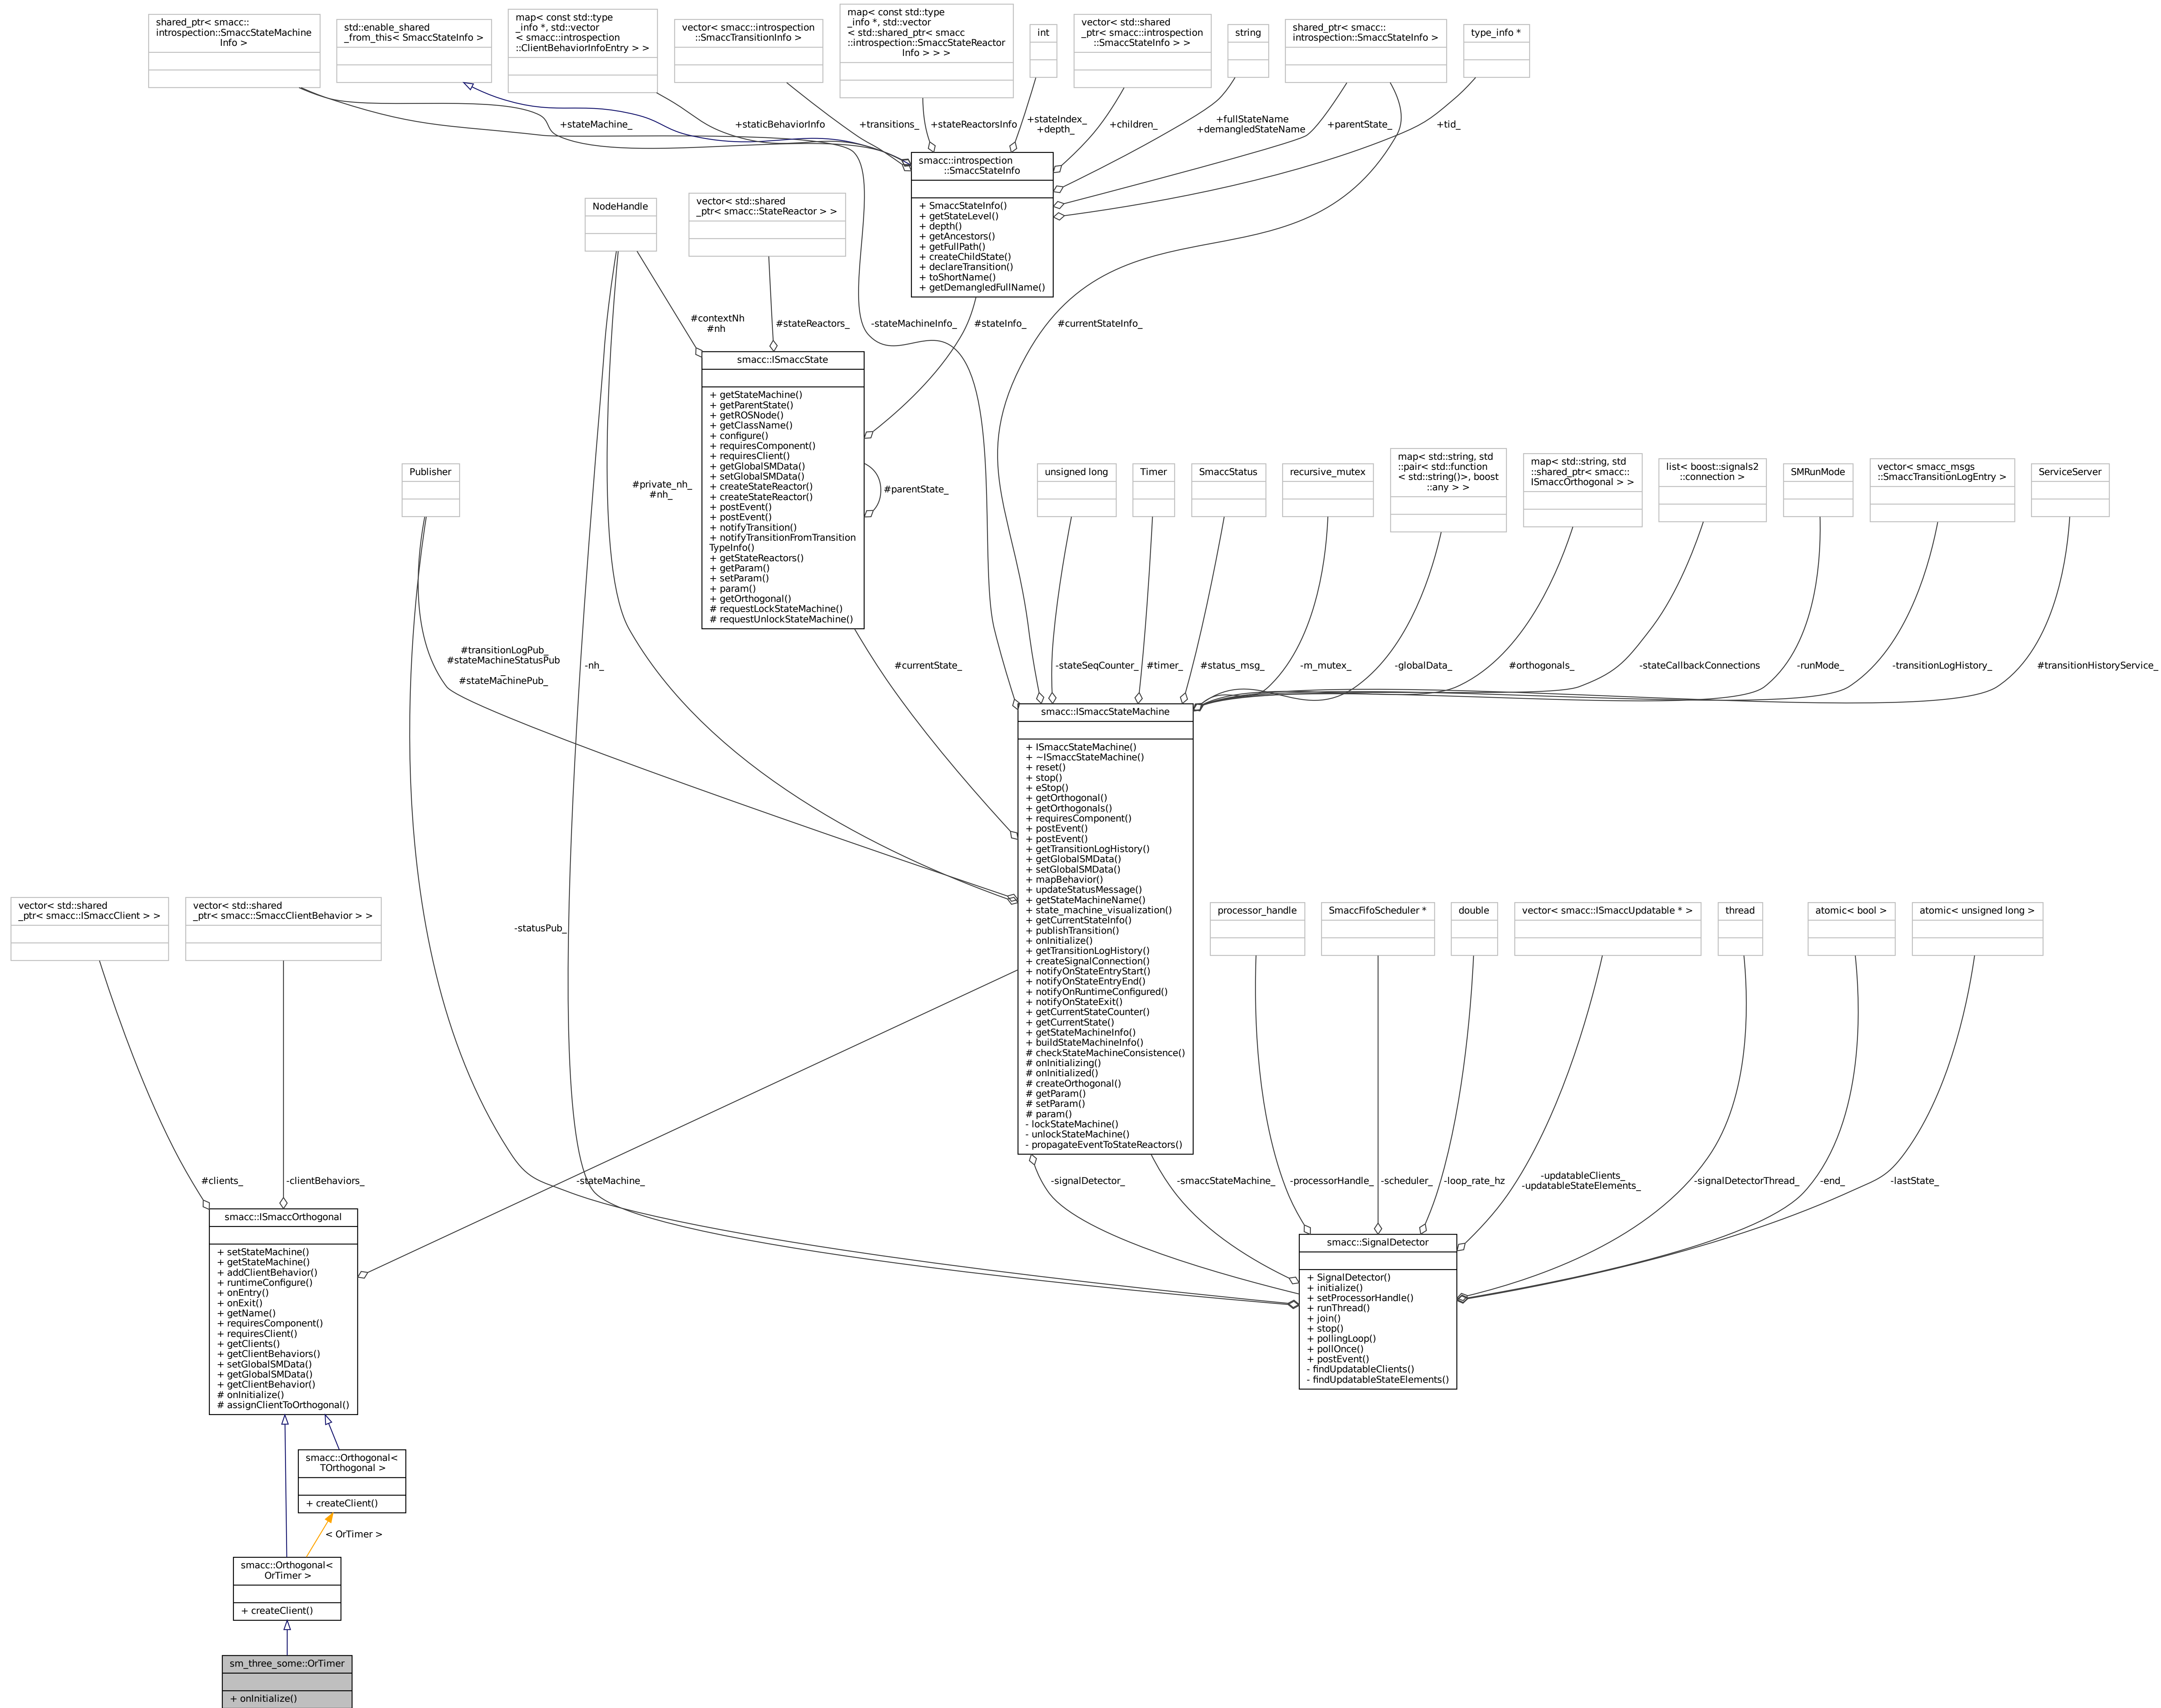 shared_ptr< smacc::
introspection::SmaccStateMachine
Info >
std::enable_shared
_from_this< SmaccStateInfo >
map< const std::type
_info *, std::vector
< smacc::introspection
::ClientBehaviorInfoEntry > >
vector< smacc::introspection
::SmaccTransitionInfo >
map< const std::type
_info *, std::vector
< std::shared_ptr< smacc
::introspection::SmaccStateReactor
Info > > >
int
vector< std::shared
_ptr< smacc::introspection
::SmaccStateInfo > >
string
shared_ptr< smacc::
introspection::SmaccStateInfo >
type_info *
+stateMachine_
+staticBehaviorInfo
+transitions_
+stateReactorsInfo
+stateIndex_
+depth_
+children_
+fullStateName
+demangledStateName
+parentState_
+tid_
smacc::introspection
::SmaccStateInfo
+ SmaccStateInfo()
+ getStateLevel()
+ depth()
+ getAncestors()
+ getFullPath()
+ createChildState()
+ declareTransition()
+ toShortName()
+ getDemangledFullName()
NodeHandle
vector< std::shared
_ptr< smacc::StateReactor > >
#contextNh
#nh
#stateReactors_
-stateMachineInfo_
#stateInfo_
#currentStateInfo_
smacc::ISmaccState
+ getStateMachine()
+ getParentState()
+ getROSNode()
+ getClassName()
+ configure()
+ requiresComponent()
+ requiresClient()
+ getGlobalSMData()
+ setGlobalSMData()
+ createStateReactor()
+ createStateReactor()
+ postEvent()
+ postEvent()
+ notifyTransition()
+ notifyTransitionFromTransition
TypeInfo()
+ getStateReactors()
+ getParam()
+ setParam()
+ param()
+ getOrthogonal()
# requestLockStateMachine()
# requestUnlockStateMachine()
#parentState_
Publisher
#private_nh_
#nh_
unsigned long
Timer
SmaccStatus
recursive_mutex
map< std::string, std
::pair< std::function
< std::string()>, boost
::any > >
map< std::string, std
::shared_ptr< smacc::
ISmaccOrthogonal > >
list< boost::signals2
::connection >
SMRunMode
vector< smacc_msgs
::SmaccTransitionLogEntry >
ServiceServer
#transitionLogPub_
#stateMachineStatusPub
_
#stateMachinePub_
-nh_
#currentState_
-stateSeqCounter_
#timer_
#status_msg_
-m_mutex_
-globalData_
#orthogonals_
-stateCallbackConnections
-runMode_
-transitionLogHistory_
#transitionHistoryService_
smacc::ISmaccStateMachine
+ ISmaccStateMachine()
+ ~ISmaccStateMachine()
+ reset()
+ stop()
+ eStop()
+ getOrthogonal()
+ getOrthogonals()
+ requiresComponent()
+ postEvent()
+ postEvent()
+ getTransitionLogHistory()
+ getGlobalSMData()
+ setGlobalSMData()
+ mapBehavior()
+ updateStatusMessage()
+ getStateMachineName()
+ state_machine_visualization()
+ getCurrentStateInfo()
+ publishTransition()
+ onInitialize()
+ getTransitionLogHistory()
+ createSignalConnection()
+ notifyOnStateEntryStart()
+ notifyOnStateEntryEnd()
+ notifyOnRuntimeConfigured()
+ notifyOnStateExit()
+ getCurrentStateCounter()
+ getCurrentState()
+ getStateMachineInfo()
+ buildStateMachineInfo()
# checkStateMachineConsistence()
# onInitializing()
# onInitialized()
# createOrthogonal()
# getParam()
# setParam()
# param()
- lockStateMachine()
- unlockStateMachine()
- propagateEventToStateReactors()
vector< std::shared
_ptr< smacc::ISmaccClient > >
vector< std::shared
_ptr< smacc::SmaccClientBehavior > >
-statusPub_
processor_handle
SmaccFifoScheduler *
double
vector< smacc::ISmaccUpdatable * >
thread
atomic< bool >
atomic< unsigned long >
#clients_
-clientBehaviors_
-stateMachine_
-signalDetector_
-smaccStateMachine_
-processorHandle_
-scheduler_
-loop_rate_hz
-updatableClients_
-updatableStateElements_
-signalDetectorThread_
-end_
-lastState_
smacc::ISmaccOrthogonal
+ setStateMachine()
+ getStateMachine()
+ addClientBehavior()
+ runtimeConfigure()
+ onEntry()
+ onExit()
+ getName()
+ requiresComponent()
+ requiresClient()
+ getClients()
+ getClientBehaviors()
+ setGlobalSMData()
+ getGlobalSMData()
+ getClientBehavior()
# onInitialize()
# assignClientToOrthogonal()
smacc::SignalDetector
+ SignalDetector()
+ initialize()
+ setProcessorHandle()
+ runThread()
+ join()
+ stop()
+ pollingLoop()
+ pollOnce()
+ postEvent()
- findUpdatableClients()
- findUpdatableStateElements()
smacc::Orthogonal<
TOrthogonal >
+ createClient()
< OrTimer >
smacc::Orthogonal<
OrTimer >
+ createClient()
sm_three_some::OrTimer
+ onInitialize()